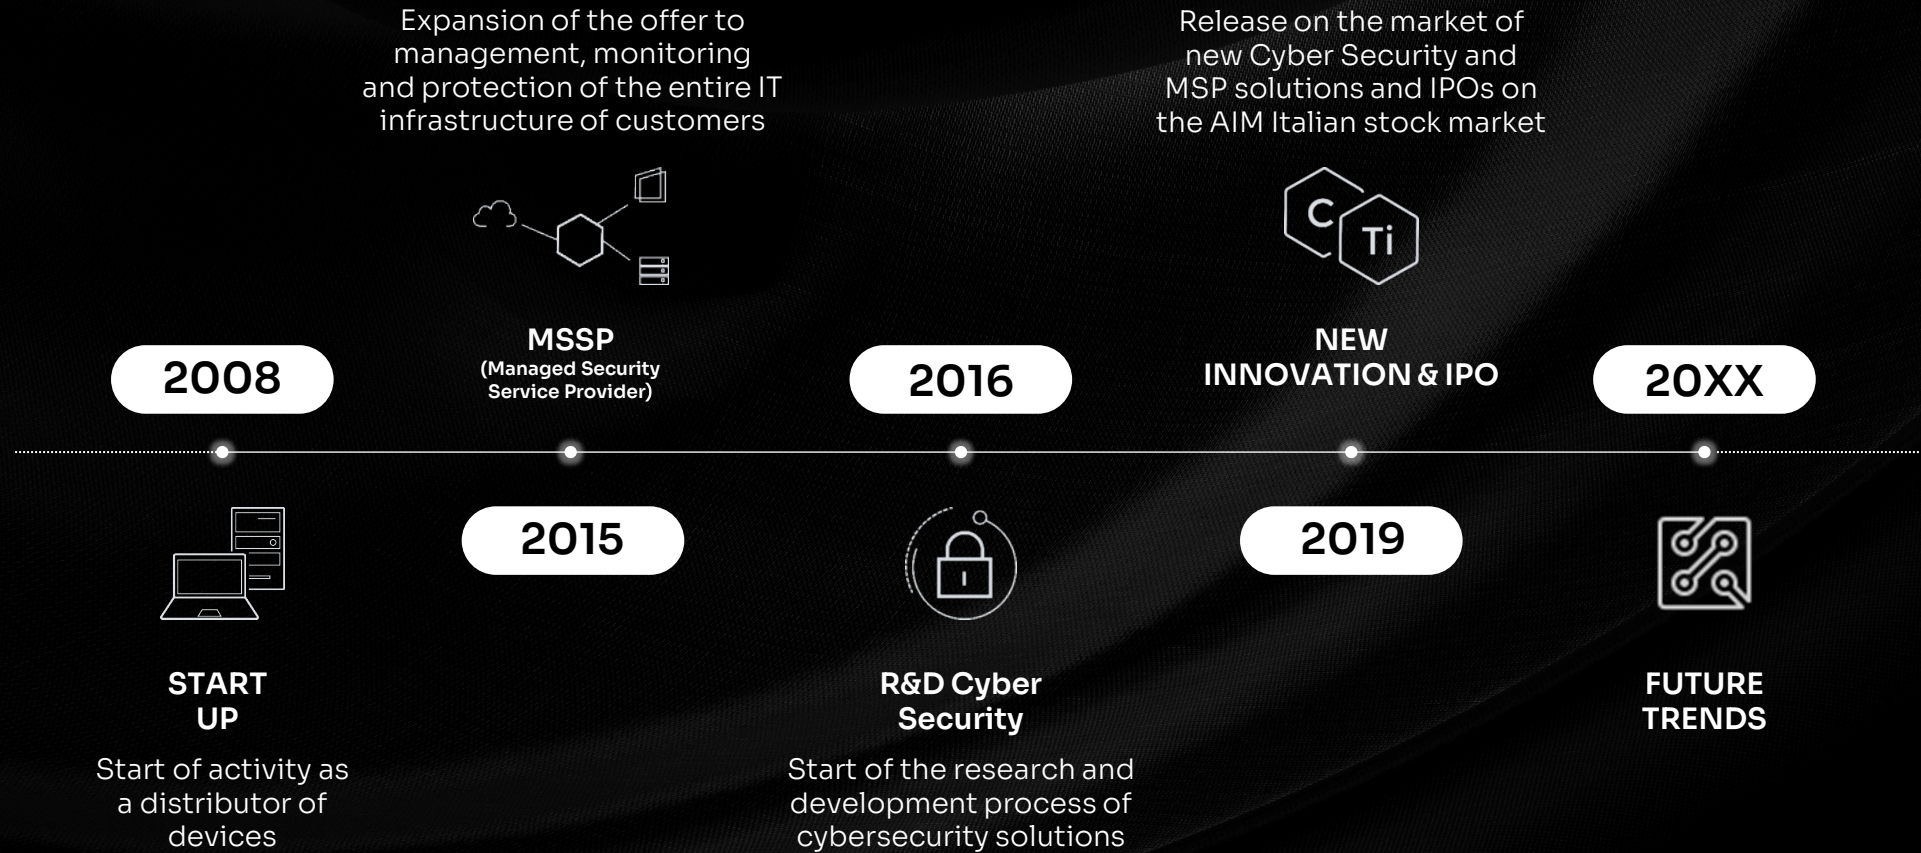 Expansion of the offer to
management, monitoring
and protection of the entire IT
infrastructure of customers
Release on the market of
new Cyber Security and
MSP solutions and IPOs on
the AIM Italian stock market
C
Ti
2008
MSSP
(Managed Security
Service Provider)
2016
NEW
INNOVATION & IPO
20XX
2015
2019
START
UP
Start of activity as
a distributor of
devices
R&D Cyber
Security
Start of the research and
development process of
cybersecurity solutions
FUTURE
TRENDS